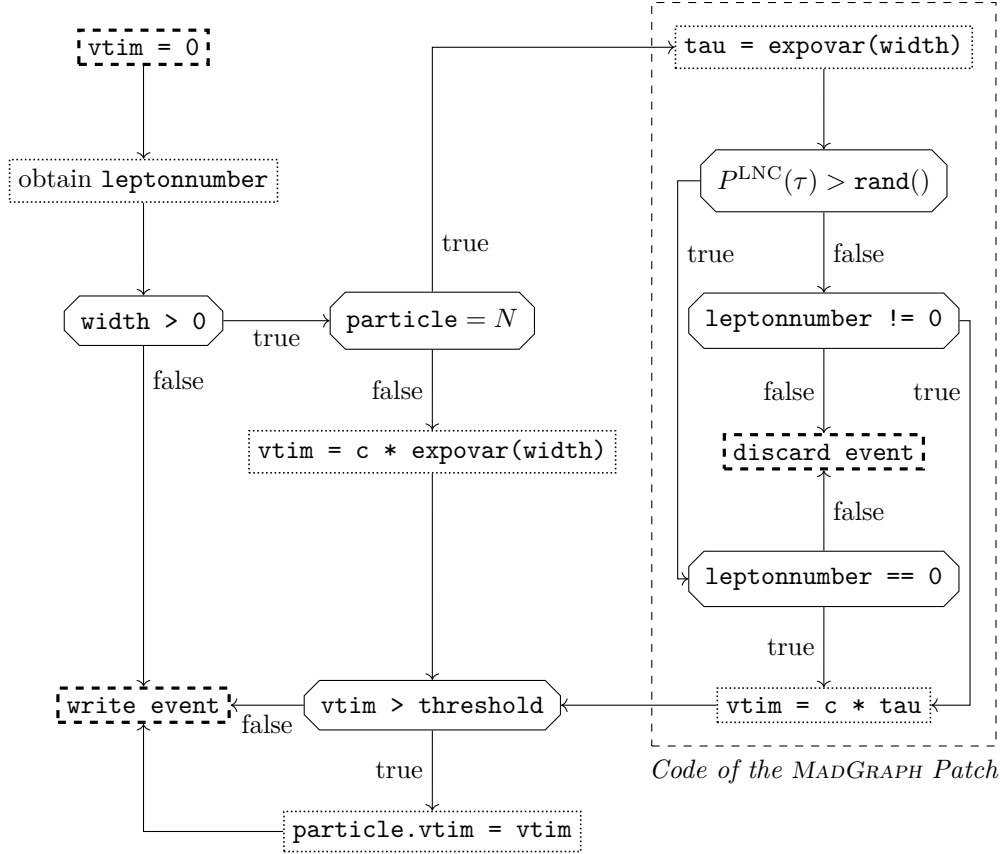 vtim = 0
tau = expovar(width)
obtain leptonnumber
P^LNC(τ) > rand()
true
true
false
width > 0
true
particle = N
leptonnumber != 0
false
false
false
true
vtim = c * expovar(width)
discard event
false
leptonnumber == 0
true
write event
false
vtim > threshold
vtim = c * tau
true
Code of the MADGRAPH Patch
particle.vtim = vtim